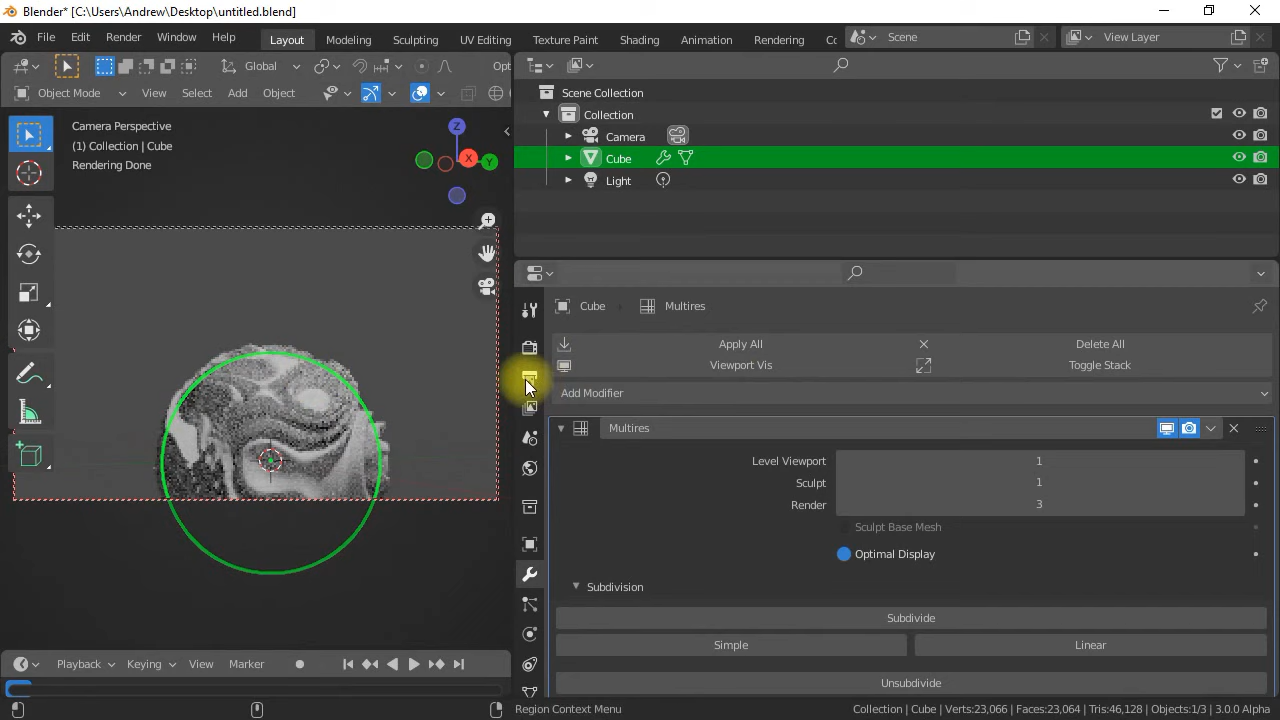 Blender* [C:\Users\Andrew\Desktop\untitled.blend]
File Edit Render Window Help
Layout Modeling Sculpting UV Editing Texture Paint Shading Animation Rendering Cc
Scene
View Layer
Global
Opt
Object Mode View Select Add Object
Camera Perspective
(1) Collection | Cube
Rendering Done
Z
X
Y
Scene Collection
Collection
Camera
Cube
Light
Cube Multires
Apply All
Delete All
Viewport Vis
Toggle Stack
Add Modifier
Multires
Level Viewport 1
Sculpt 1
Render 3
Sculpt Base Mesh
Optimal Display
Subdivision
Subdivide
Simple
Linear
Unsubdivide
Playback Keying View Marker
Region Context Menu
Collection | Cube | Verts:23,066 | Faces:23,064 | Tris:46,128 | Objects:1/3 | 3.0.0 Alpha